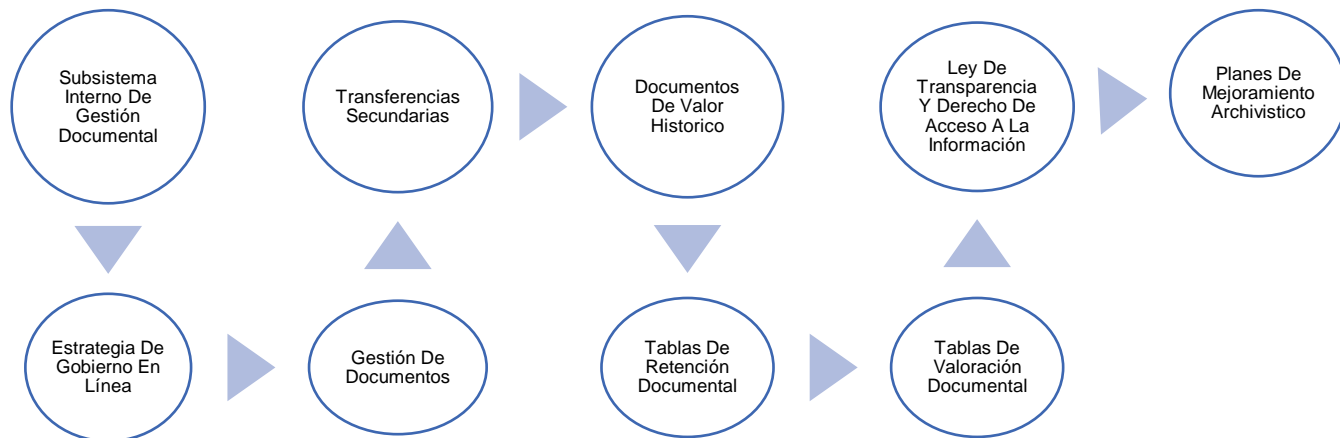 Subsistema
Interno De
Gestión
Documental
Estrategia De
Gobierno En
Línea
Gestión De
Documentos
Transferencias
Secundarias
Documentos
De Valor
Historico
Tablas De
Retención
Documental
Tablas De
Valoración
Documental
Ley De
Transparencia
Y Derecho De
Acceso A La
Información
Planes De
Mejoramiento
Archivistico